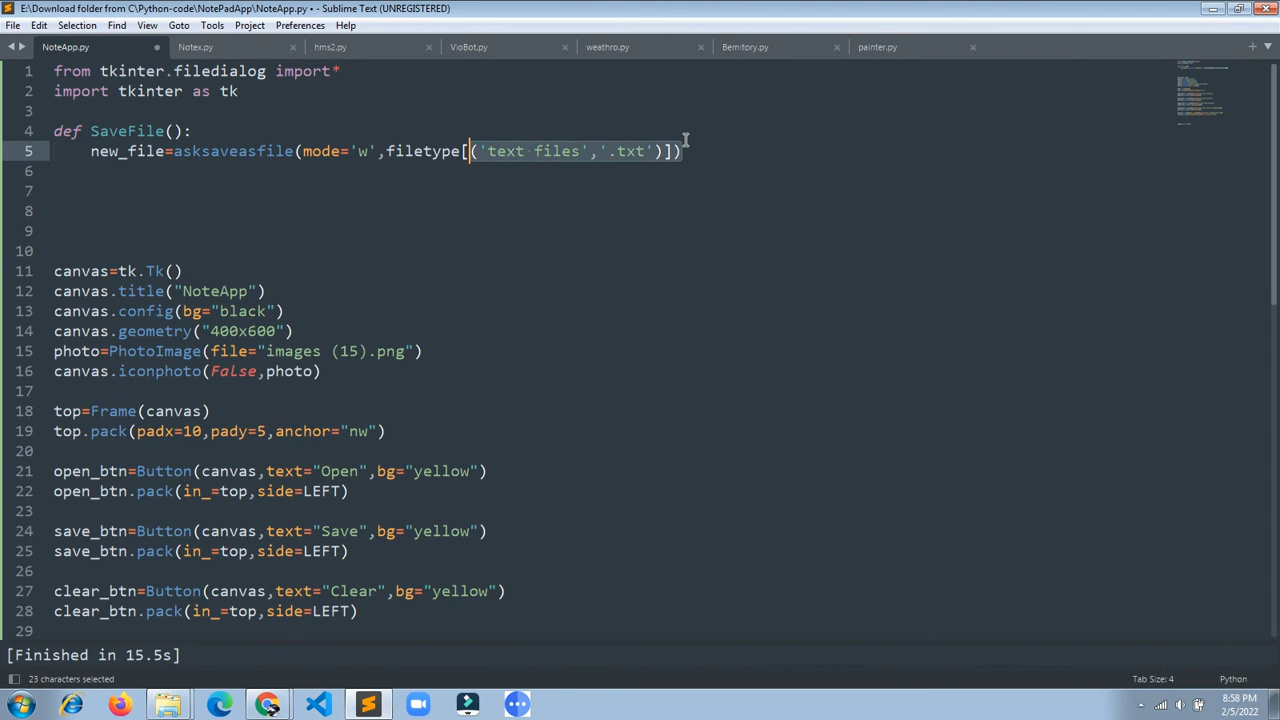 E:\Download folder from C\Python-code\NotePadApp\NoteApp.py • - Sublime Text (UNREGISTERED)
File Edit Selection Find View Goto Tools Project Preferences Help
NoteApp.py Notex.py hms2.py VioBot.py weathro.py Bemitory.py painter.py
1 from tkinter.filedialog import*
2 import tkinter as tk
3
4 def SaveFile():
5 new_file=asksaveasfile(mode='w',filetype[('text files','.txt')])
6
7
8
9
10
11 canvas=tk.Tk()
12 canvas.title("NoteApp")
13 canvas.config(bg="black")
14 canvas.geometry("400x600")
15 photo=PhotoImage(file="images (15).png")
16 canvas.iconphoto(False,photo)
17
18 top=Frame(canvas)
19 top.pack(padx=10,pady=5,anchor="nw")
20
21 open_btn=Button(canvas,text="Open",bg="yellow")
22 open_btn.pack(in_=top,side=LEFT)
23
24 save_btn=Button(canvas,text="Save",bg="yellow")
25 save_btn.pack(in_=top,side=LEFT)
26
27 clear_btn=Button(canvas,text="Clear",bg="yellow")
28 clear_btn.pack(in_=top,side=LEFT)
29
[Finished in 15.5s]
23 characters selected Tab Size: 4 Python
8:58 PM
2/5/2022